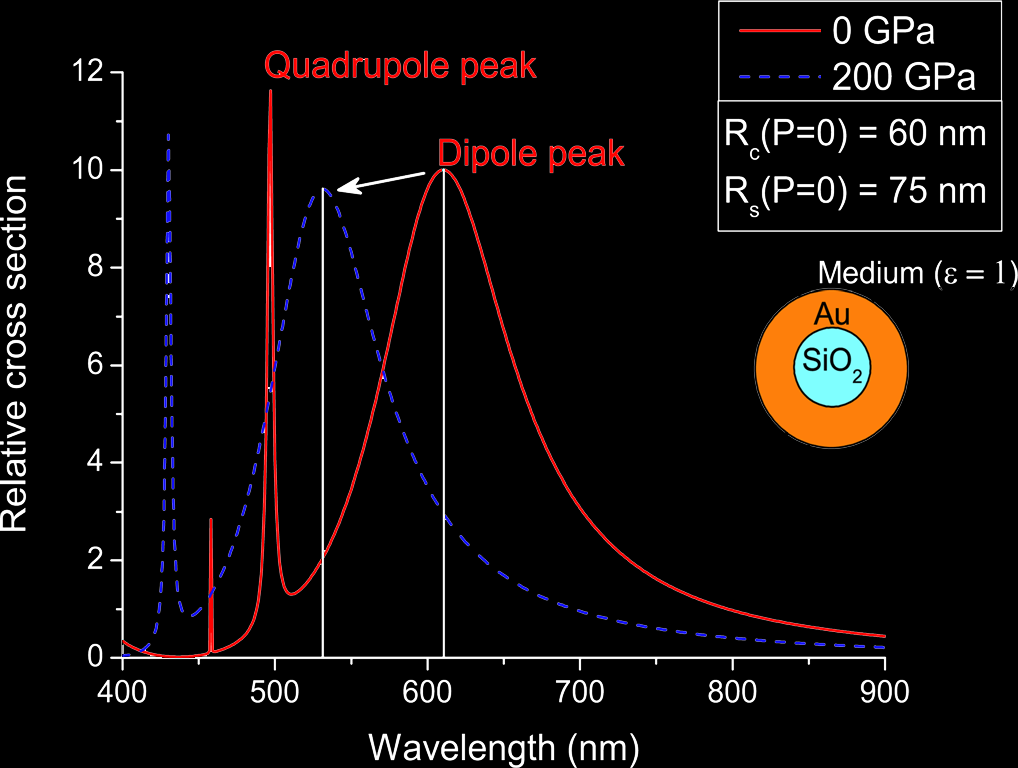 0 GPa
200 GPa
R_c(P=0) = 60 nm
R_s(P=0) = 75 nm
Quadrupole peak
Dipole peak
Medium (ε = 1)
Au
SiO₂
Relative cross section
12
10
8
6
4
2
0
400 500 600 700 800 900
Wavelength (nm)